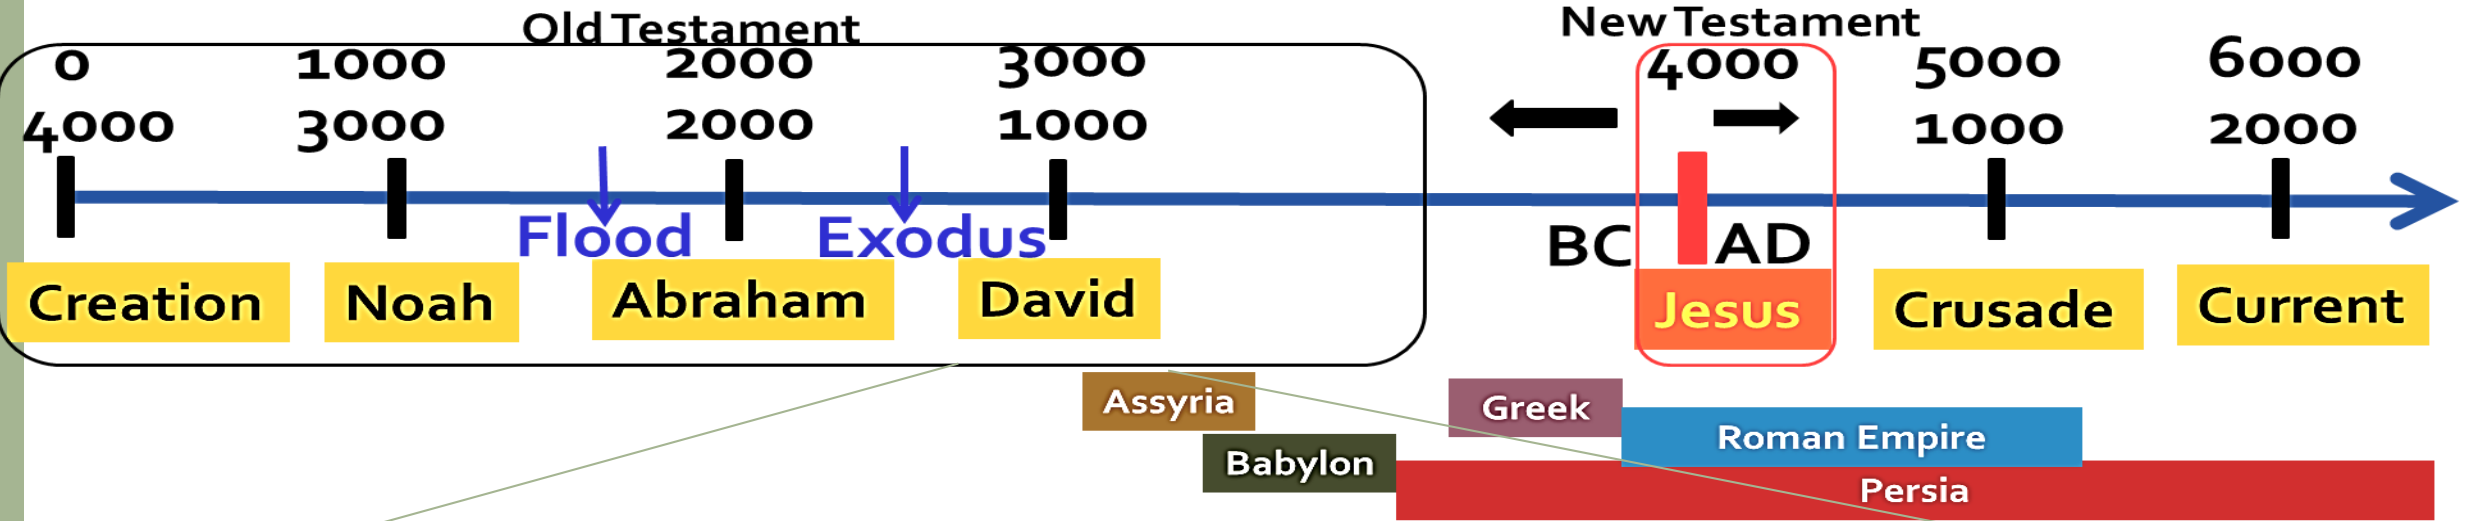 Old Testament
New Testament
0 1000 2000 3000 4000 5000 6000
4000 3000 2000 1000 1000 2000
Flood Exodus BC AD
Creation Noah Abraham David Jesus Crusade Current
Assyria Greek
Roman Empire
Babylon
Persia